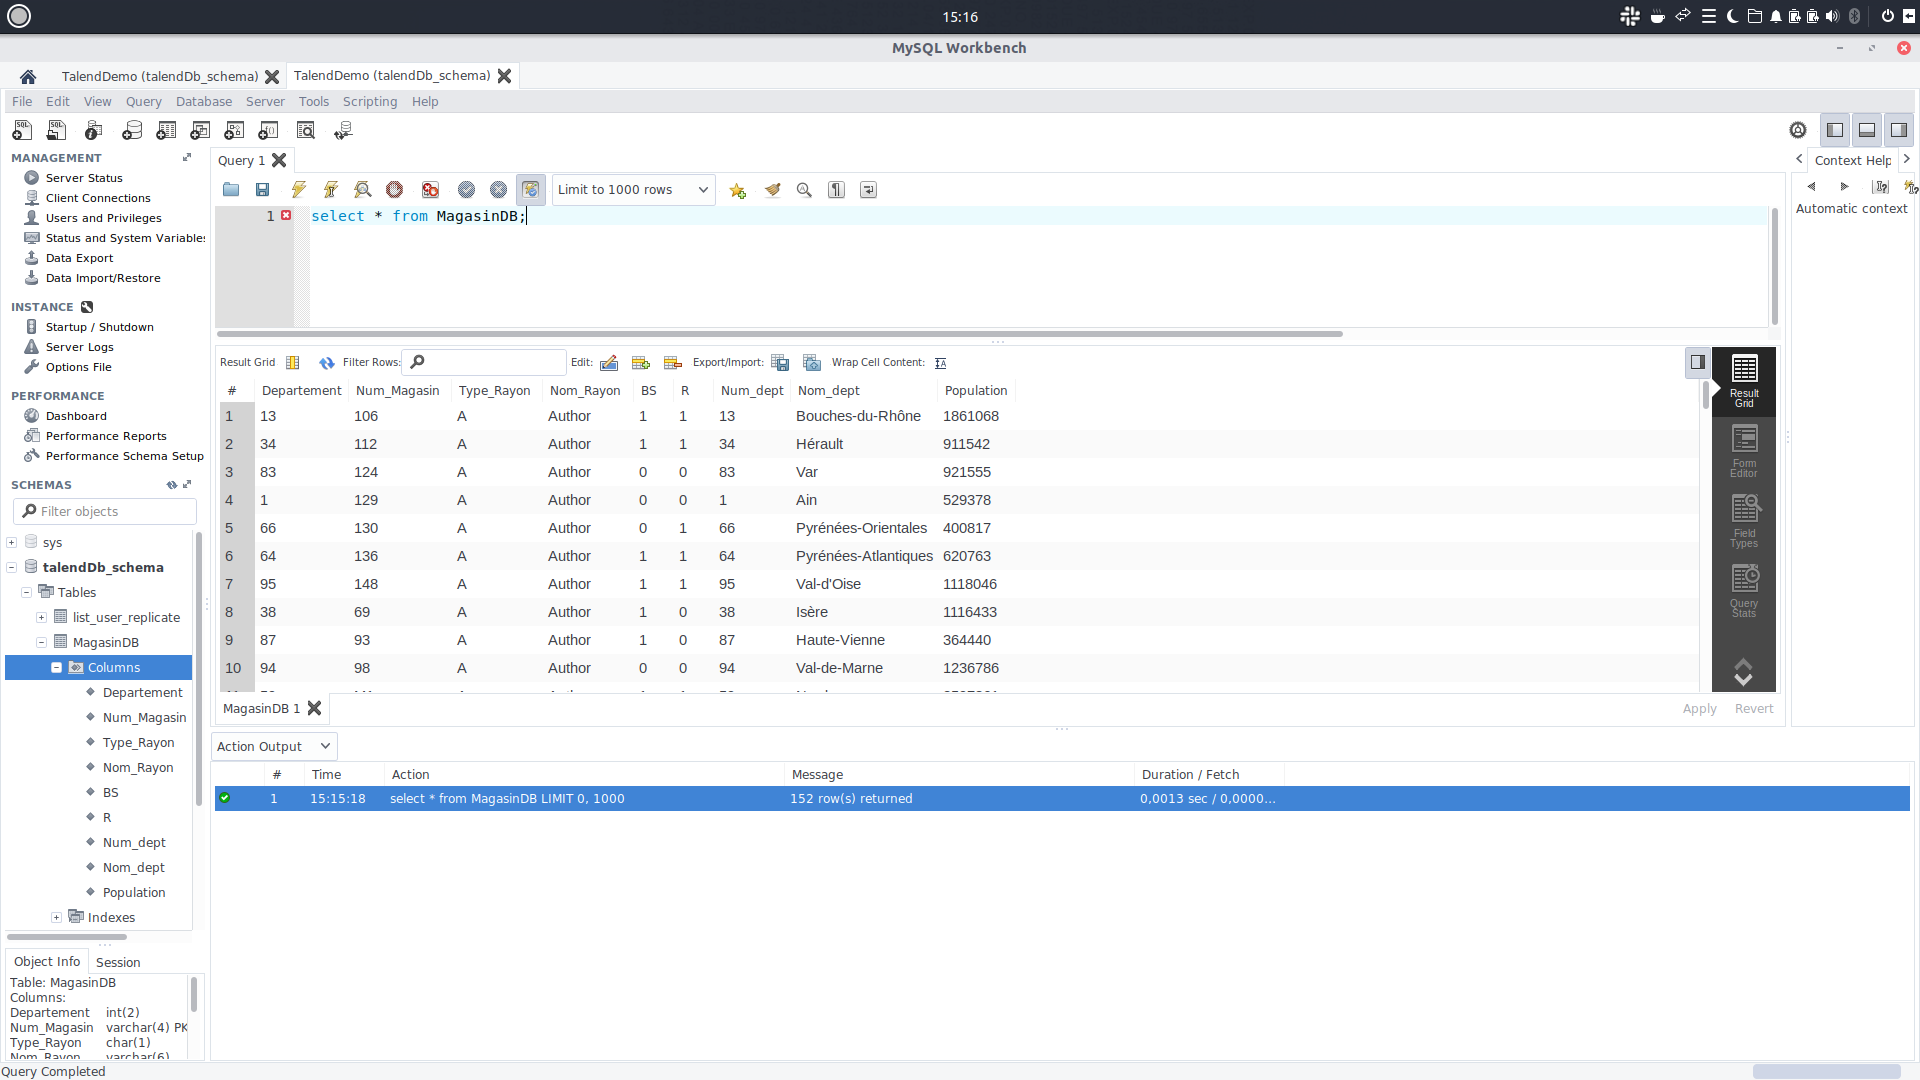 15:16
MySQL Workbench
TalendDemo (talendDb_schema) TalendDemo (talendDb_schema)
File Edit View Query Database Server Tools Scripting Help
MANAGEMENT
Server Status
Client Connections
Users and Privileges
Status and System Variables
Data Export
Data Import/Restore
INSTANCE
Startup / Shutdown
Server Logs
Options File
PERFORMANCE
Dashboard
Performance Reports
Performance Schema Setup
SCHEMAS
Filter objects
sys
talendDb_schema
Tables
list_user_replicate
MagasinDB
Columns
Departement
Num_Magasin
Type_Rayon
Nom_Rayon
BS
R
Num_dept
Nom_dept
Population
Indexes
Object Info Session
Table: MagasinDB
Columns:
Departement int(2)
Num_Magasin varchar(4) PK
Type_Rayon char(1)
Nom_Rayon varchar(6)
Query Completed
Query 1
Limit to 1000 rows
1 select * from MagasinDB;
Result Grid Filter Rows: Edit: Export/Import: Wrap Cell Content:
# Departement Num_Magasin Type_Rayon Nom_Rayon BS R Num_dept Nom_dept Population
1 13 106 A Author 1 1 13 Bouches-du-Rhône 1861068
2 34 112 A Author 1 1 34 Hérault 911542
3 83 124 A Author 0 0 83 Var 921555
4 1 129 A Author 0 0 1 Ain 529378
5 66 130 A Author 0 1 66 Pyrénées-Orientales 400817
6 64 136 A Author 1 1 64 Pyrénées-Atlantiques 620763
7 95 148 A Author 1 1 95 Val-d'Oise 1118046
8 38 69 A Author 1 0 38 Isère 1116433
9 87 93 A Author 1 0 87 Haute-Vienne 364440
10 94 98 A Author 0 0 94 Val-de-Marne 1236786
Result
Grid
Form
Editor
Field
Types
Query
Stats
MagasinDB 1
Apply Revert
Action Output
# Time Action Message Duration / Fetch
1 15:15:18 select * from MagasinDB LIMIT 0, 1000 152 row(s) returned 0,0013 sec / 0,0000...
Context Help
Automatic context